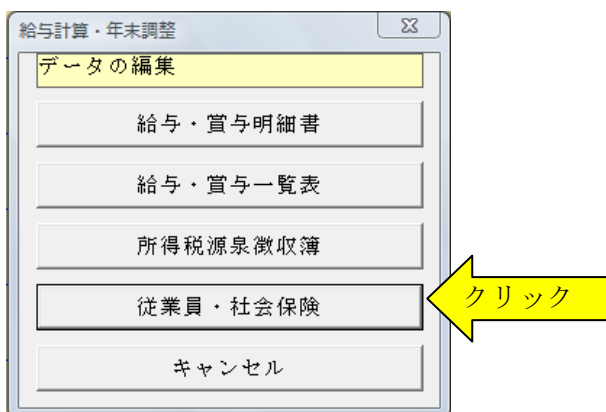 給与計算・年末調整
データの編集
給与・賞与明細書
給与・賞与一覧表
所得税源泉徴収簿
従業員・社会保険
クリック
キャンセル